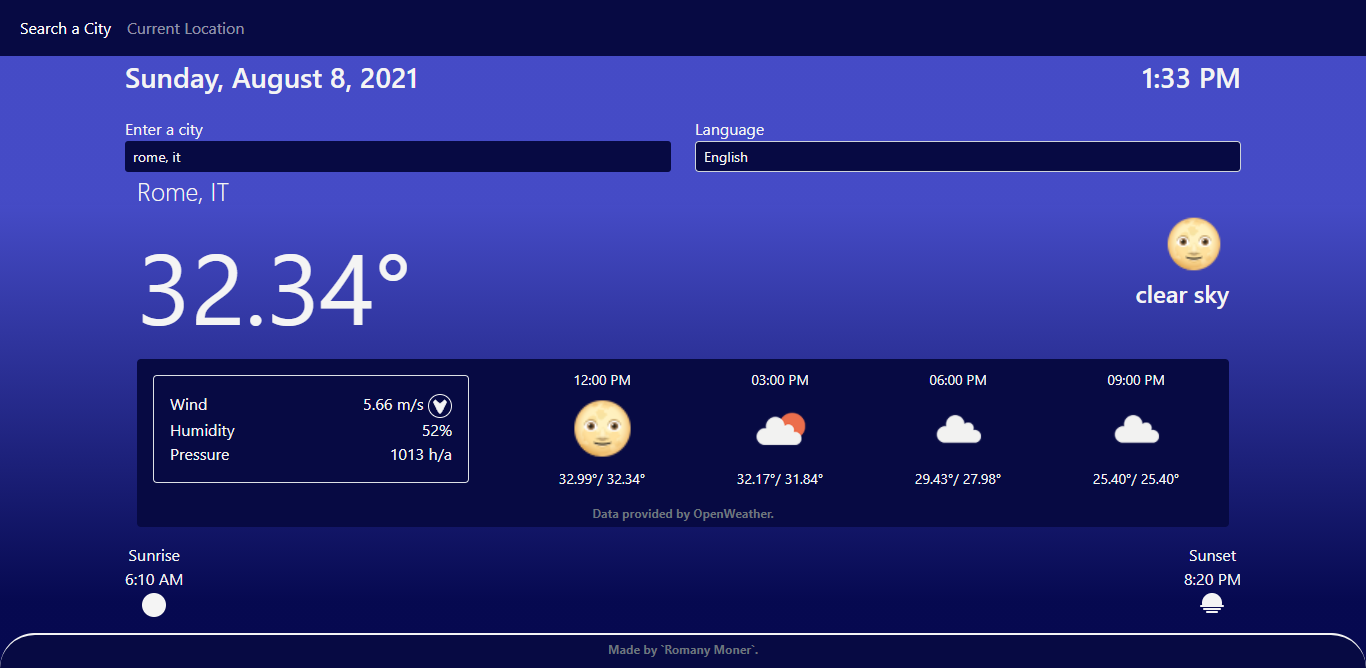 Search a City Current Location
Sunday, August 8, 2021 1:33 PM
Enter a city Language
rome, it English
Rome, IT
32.34°
clear sky
Wind 5.66 m/s
Humidity 52%
Pressure 1013 h/a
12:00 PM 03:00 PM 06:00 PM 09:00 PM
32.99°/ 32.34° 32.17°/ 31.84° 29.43°/ 27.98° 25.40°/ 25.40°
Data provided by OpenWeather.
Sunrise Sunset
6:10 AM 8:20 PM
Made by `Romany Moner`.